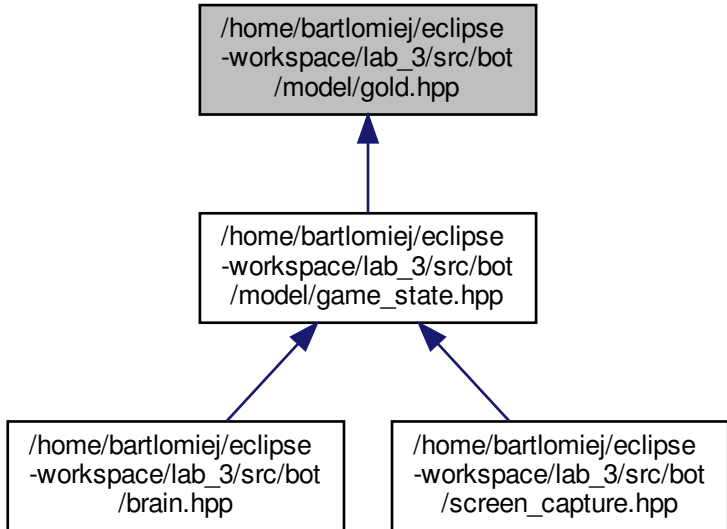 /home/bartlomiej/eclipse
-workspace/lab_3/src/bot
/model/gold.hpp
/home/bartlomiej/eclipse
-workspace/lab_3/src/bot
/model/game_state.hpp
/home/bartlomiej/eclipse
-workspace/lab_3/src/bot
/brain.hpp
/home/bartlomiej/eclipse
-workspace/lab_3/src/bot
/screen_capture.hpp